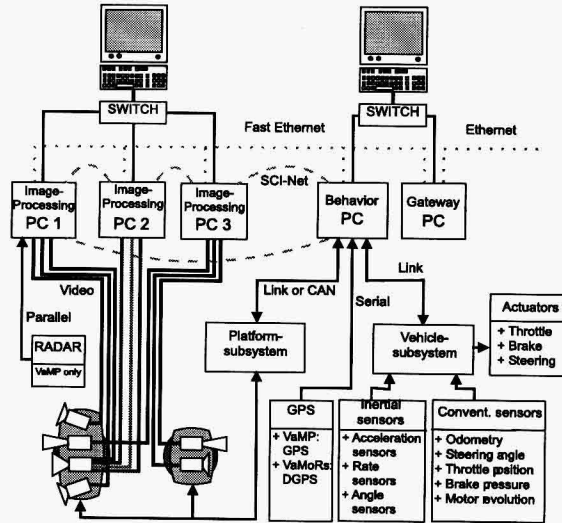 SWITCH
SWITCH
Fast Ethernet
Ethernet
SCI-Net
Image-
Processing
PC 1
Image-
Processing
PC 2
Image-
Processing
PC 3
Behavior
PC
Gateway
PC
Video
Link or CAN
Serial
Link
Parallel
RADAR
VaMP only
Platform-
subsystem
Vehicle-
subsystem
Actuators
+ Throttle
+ Brake
+ Steering
GPS
+ VaMP:
GPS
+ VaMoRs:
DGPS
Inertial
sensors
+ Acceleration
sensors
+ Rate
sensors
+ Angle
sensors
Convent. sensors
+ Odometry
+ Steering angle
+ Throttle position
+ Brake pressure
+ Motor revolution